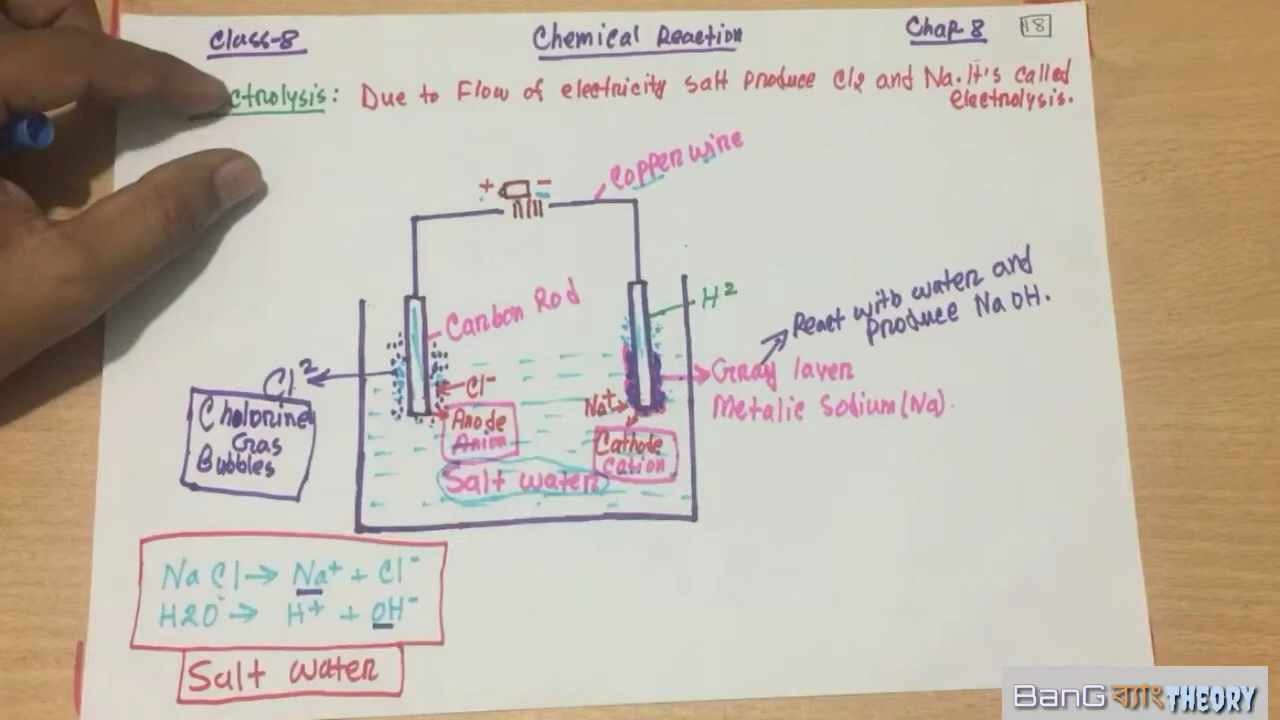 Class-8
Chemical Reaction
Chap 8
18
ctrolysis: Due to Flow of electricity salt produce Cl2 and Na. It's called
electrolysis.
Copper wire
+ -
Carbon Rod
H2
React with water and
Produce NaOH.
Cl2
Cholorine
Gas
Bubbles
Cl-
Anode
Anion
Na+
Cathode
Cation
Gray layer
Metalic Sodium(Na).
Salt water
NaCl→ Na+ + Cl-
H2O → H+ + OH-
Salt water
BanG ব্যাং THEORY